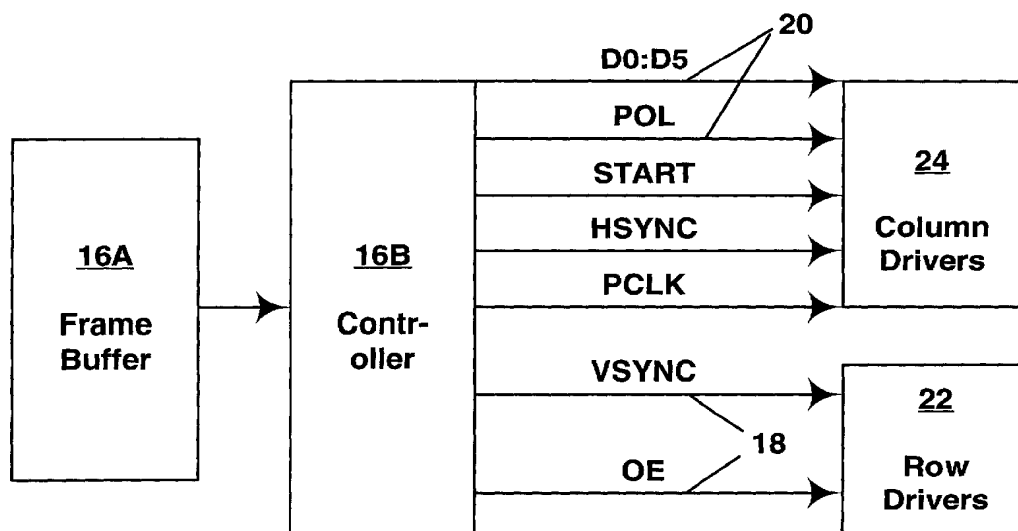 20
D0:D5
POL
START
HSYNC
PCLK
24
Column
Drivers
16A
Frame
Buffer
16B
Contr-
oller
VSYNC
18
OE
22
Row
Drivers